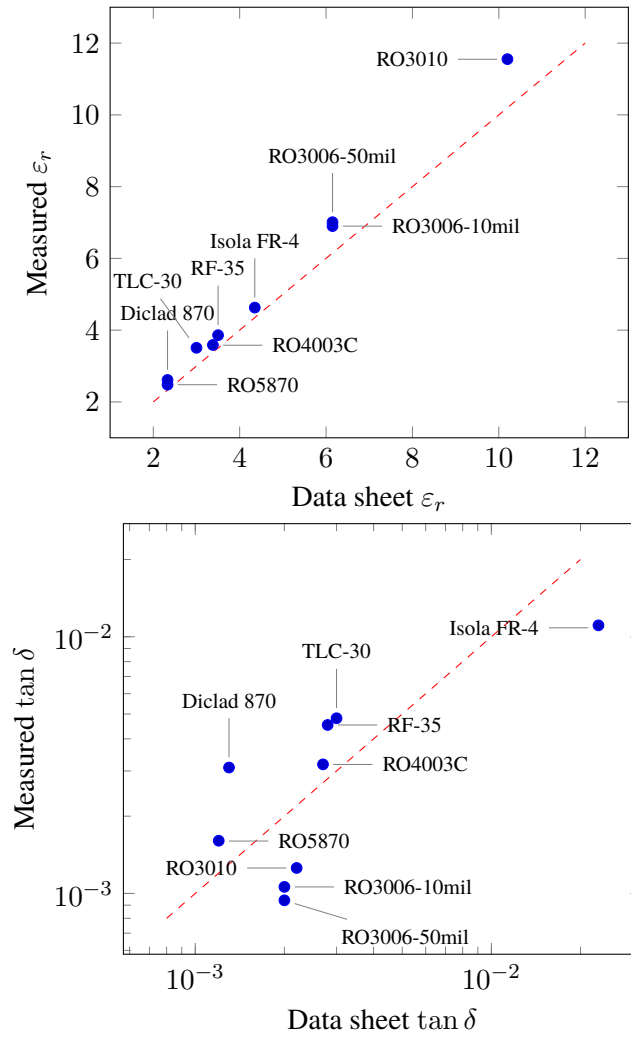 12
RO3010
10
RO3006-50mil
8
RO3006-10mil
Isola FR-4
6
RF-35
TLC-30
Diclad 870
4
RO4003C
RO5870
2
Measured εr
2 4 6 8 10 12
Data sheet εr
10⁻²
Isola FR-4
TLC-30
Diclad 870
RF-35
RO4003C
RO5870
RO3010
RO3006-10mil
10⁻³
RO3006-50mil
Measured tan δ
10⁻³ 10⁻²
Data sheet tan δ